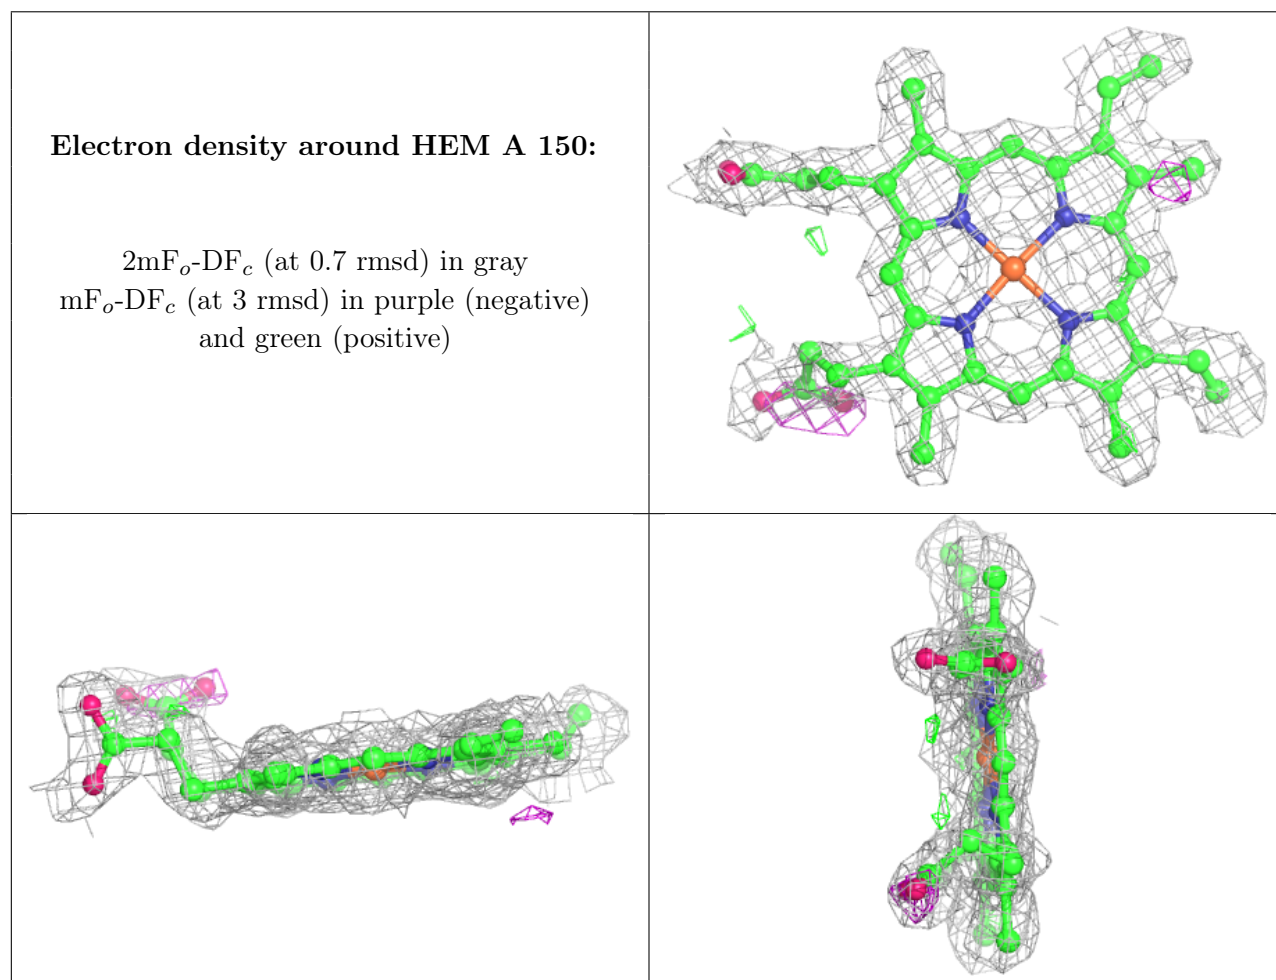 Electron density around HEM A 150:
2mFo-DFc (at 0.7 rmsd) in gray
mFo-DFc (at 3 rmsd) in purple (negative)
and green (positive)